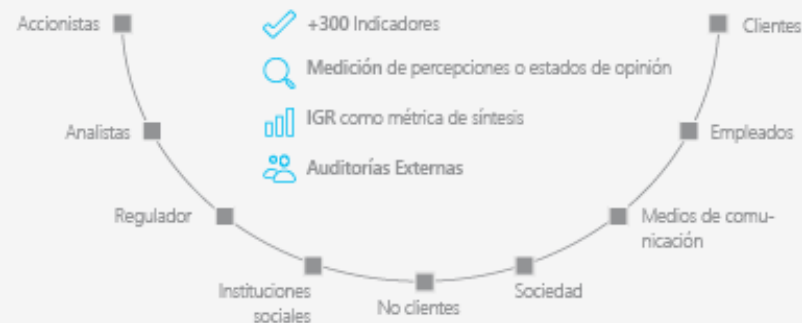 Accionistas
+300 Indicadores
Clientes
Medición de percepciones o estados de opinión
IGR como métrica de síntesis
Analistas
Empleados
Auditorías Externas
Regulador
Medios de comu-
nicación
Instituciones
sociales
No clientes
Sociedad